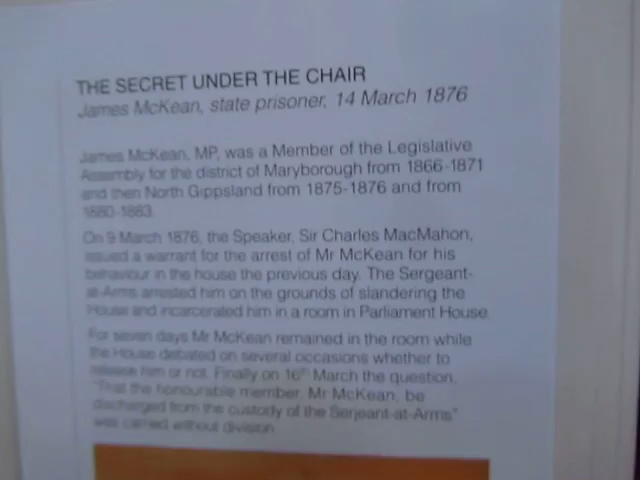 THE SECRET UNDER THE CHAIR
James McKean, state prisoner, 14 March 1876
James McKean, MP, was a Member of the Legislative
Assembly for the district of Maryborough from 1866-1871
and then North Gippsland from 1875-1876 and from
1880-1883.
On 9 March 1876, the Speaker, Sir Charles MacMahon,
issued a warrant for the arrest of Mr McKean for his
behaviour in the house the previous day. The Sergeant-
at-Arms arrested him on the grounds of slandering the
House and incarcerated him in a room in Parliament House.
For seven days Mr McKean remained in the room while
the House debated on several occasions whether to
release him or not. Finally on 16th March the question,
"That the honourable member, Mr McKean, be
discharged from the custody of the Serjeant-at-Arms"
was carried without division.